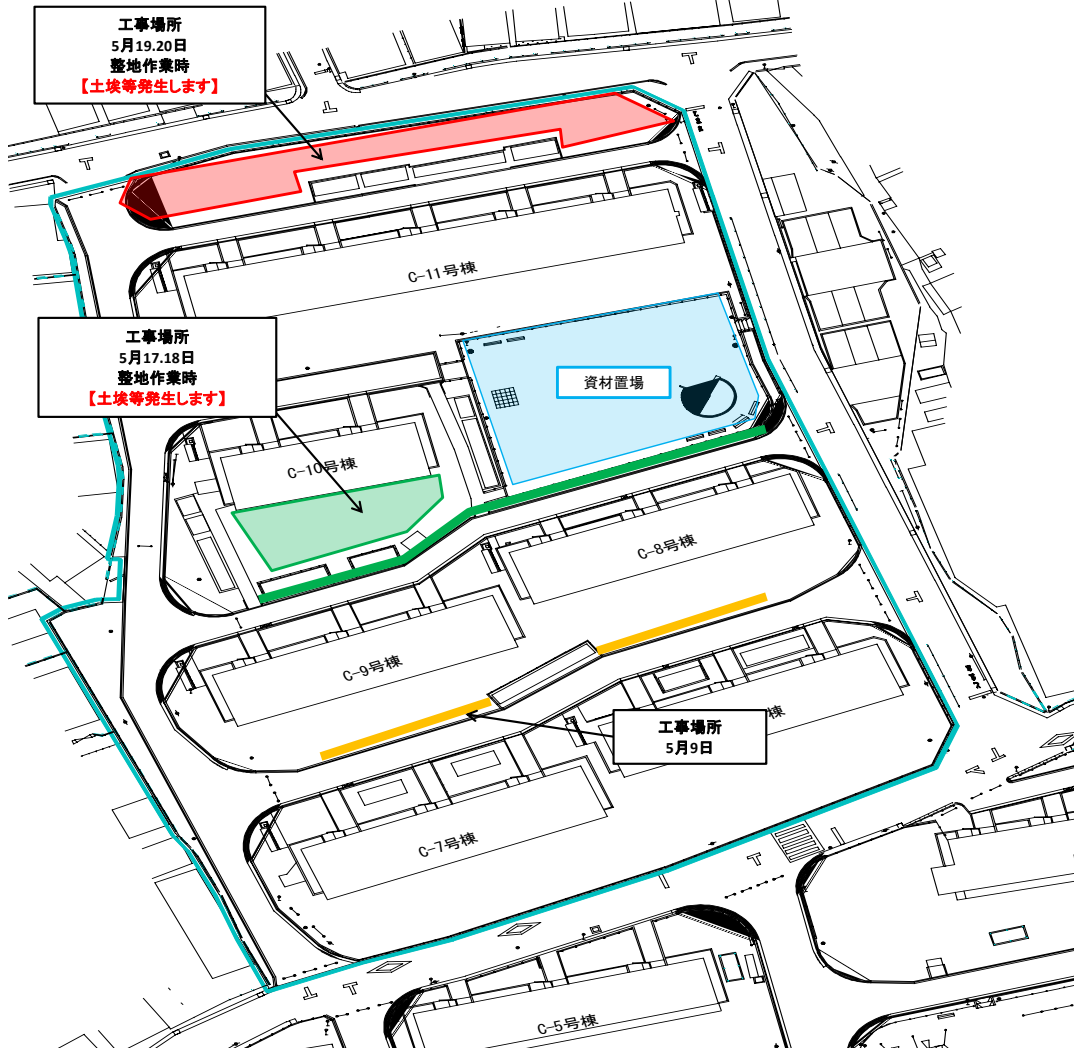 工事場所
5月19.20日
整地作業時
【土埃等発生します】
C-11号棟
工事場所
5月17.18日
整地作業時
【土埃等発生します】
資材置場
C-10号棟
C-8号棟
C-9号棟
工事場所
5月9日
棟
C-7号棟
C-5号棟